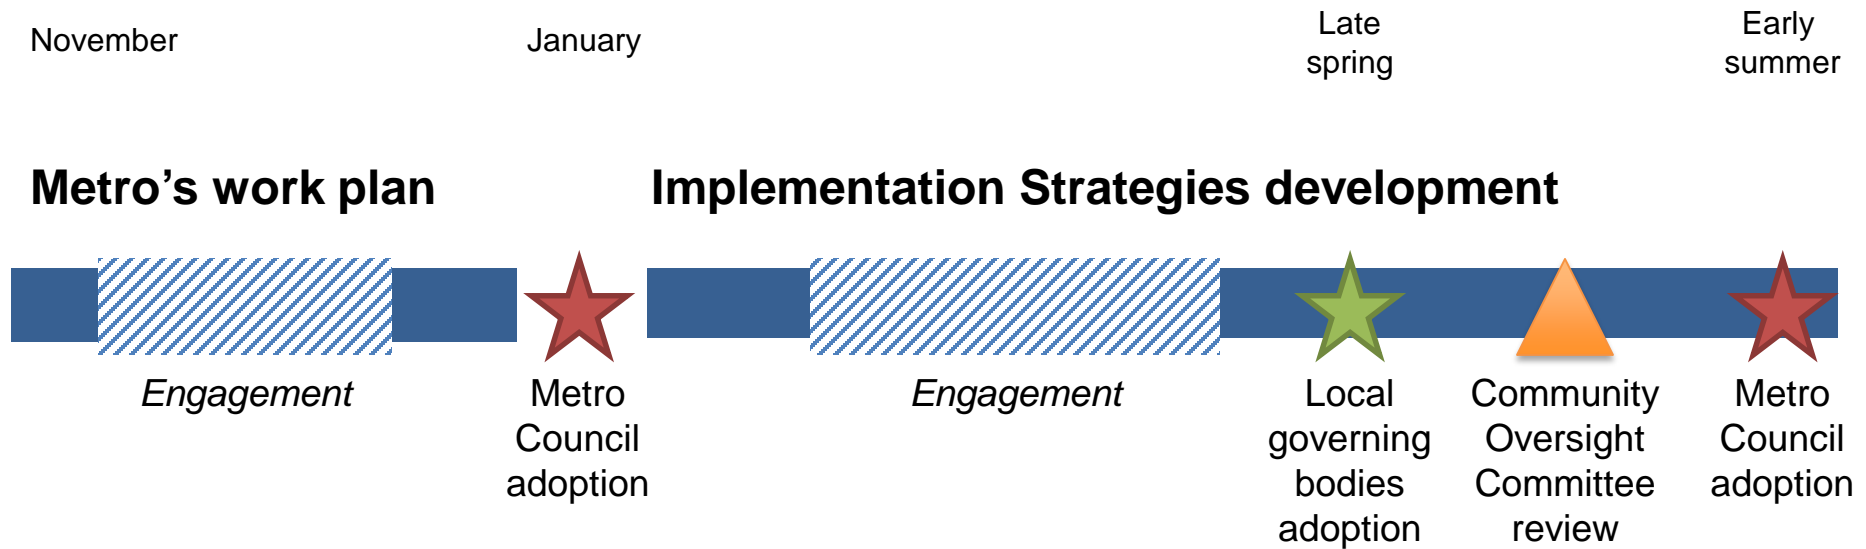 November
January
Late
spring
Early
summer
Metro’s work plan
Implementation Strategies development
Engagement
Metro
Council
adoption
Engagement
Local
governing
bodies
adoption
Community
Oversight
Committee
review
Metro
Council
adoption